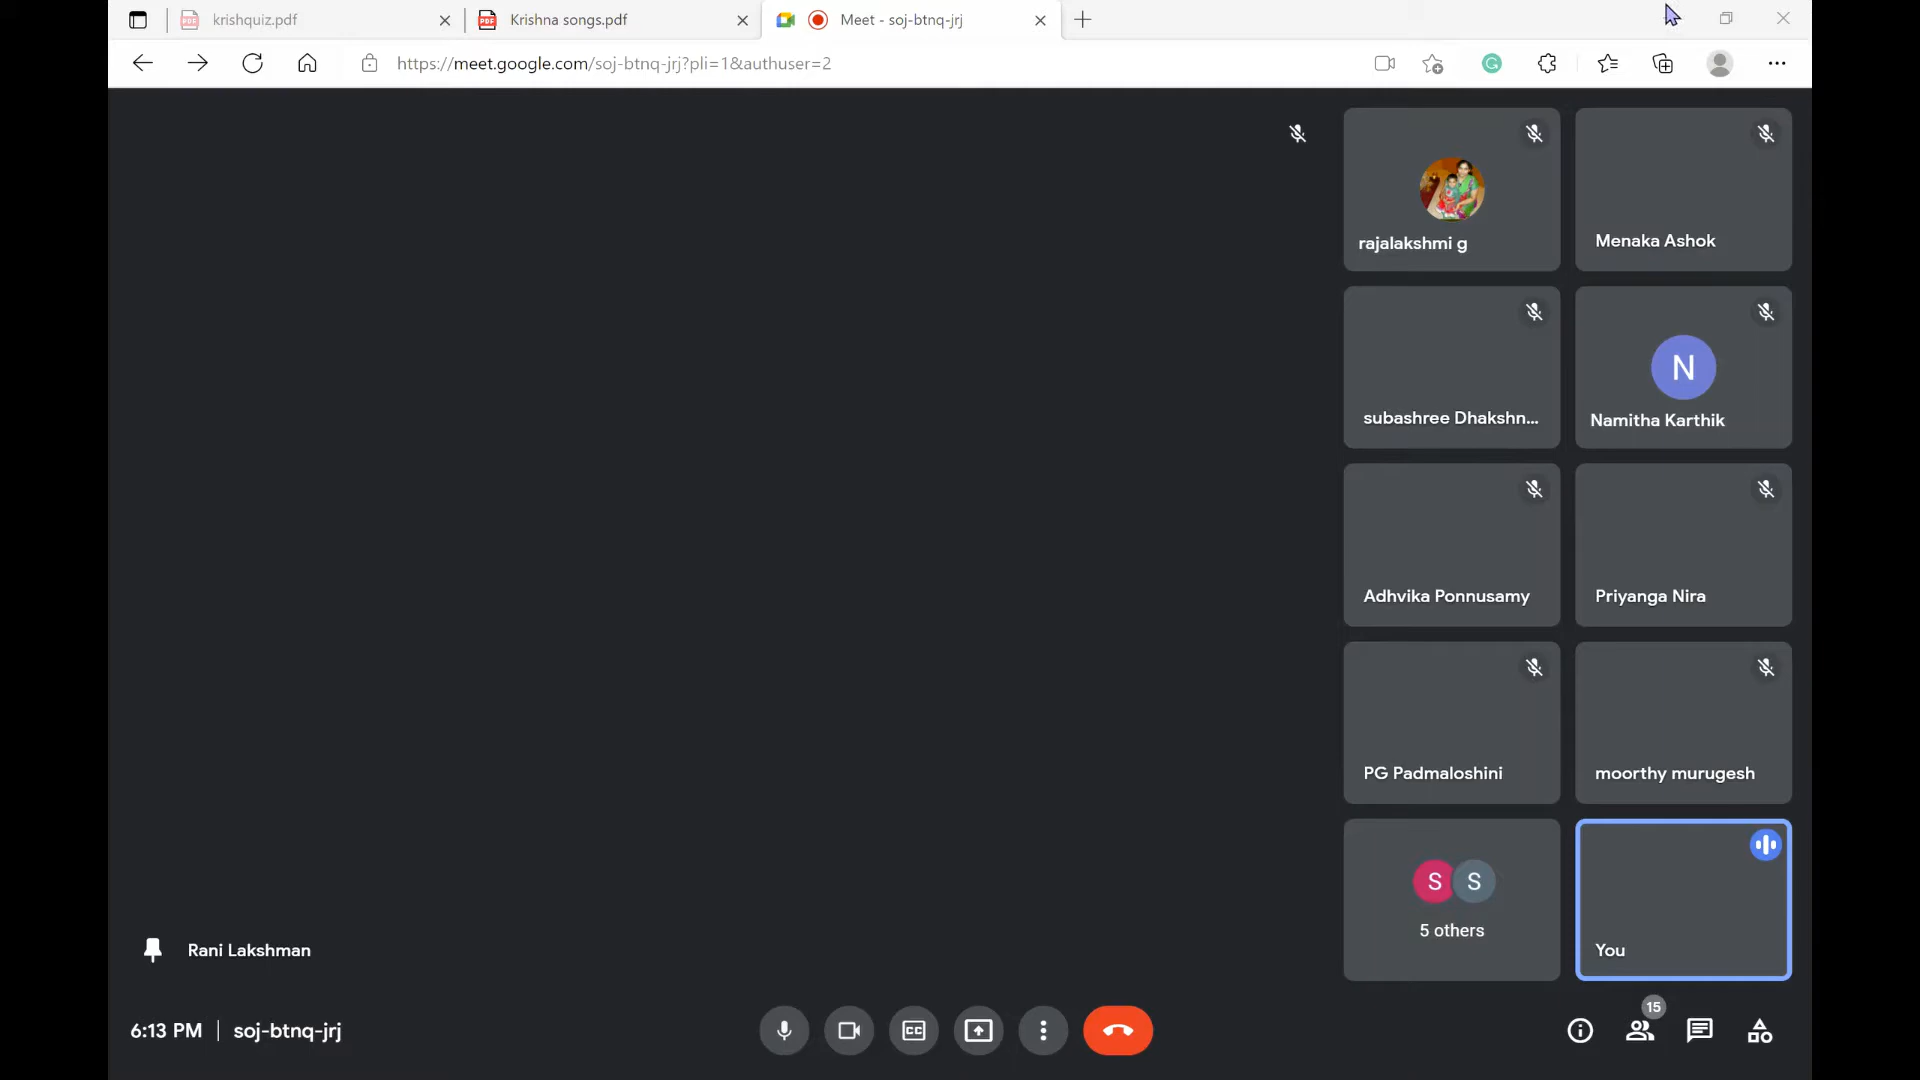 krishquiz.pdf
Krishna songs.pdf
Meet - soj-btnq-jrj
https://meet.google.com/soj-btnq-jrj?pli=1&authuser=2
rajalakshmi g
Menaka Ashok
subashree Dhakshn...
N
Namitha Karthik
Adhvika Ponnusamy
Priyanga Nira
PG Padmaloshini
moorthy murugesh
S S
5 others
You
Rani Lakshman
6:13 PM | soj-btnq-jrj
CC
15